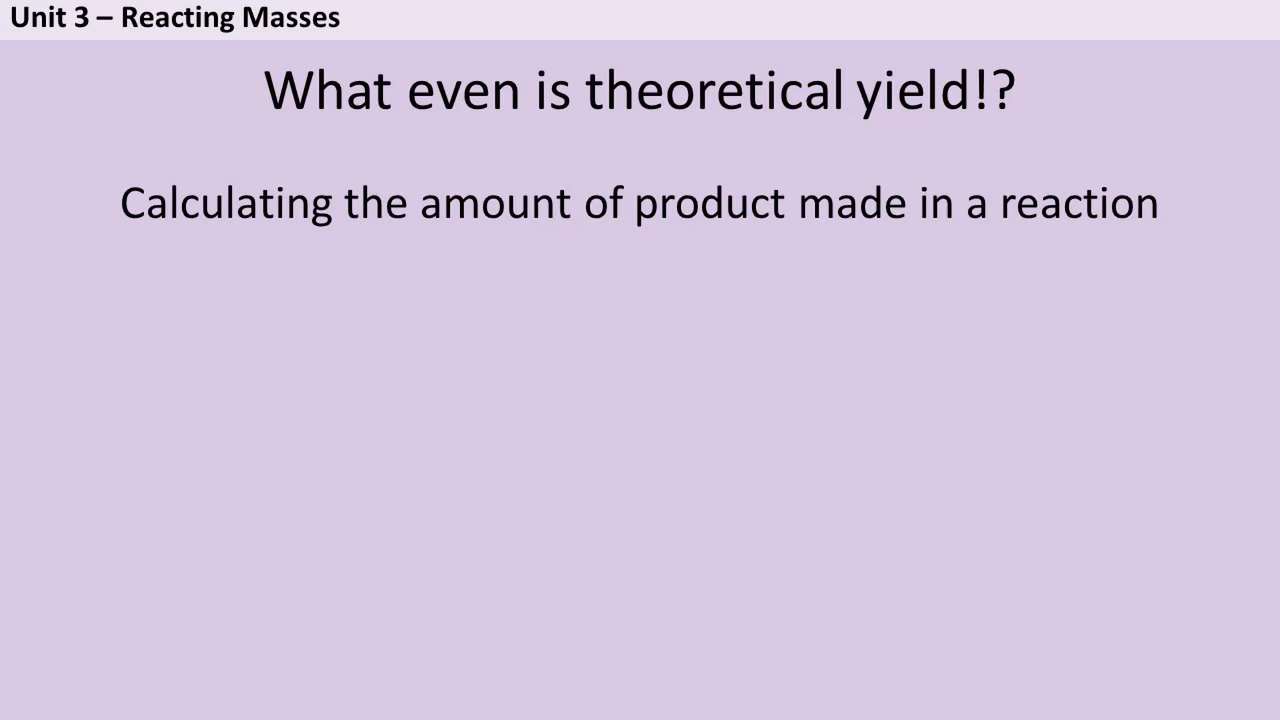 Unit 3 – Reacting Masses
What even is theoretical yield!?
Calculating the amount of product made in a reaction